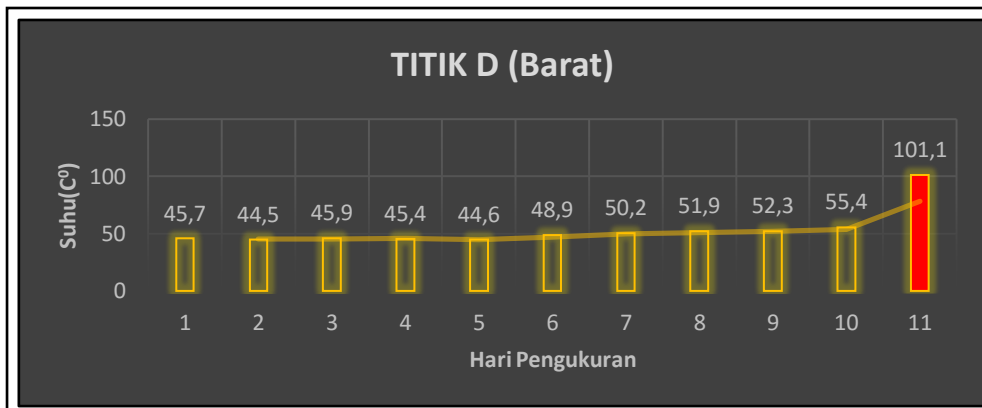 TITIK D (Barat)
150
100
50
0
Suhu(C⁰)
45,7 44,5 45,9 45,4 44,6 48,9 50,2 51,9 52,3 55,4 101,1
1 2 3 4 5 6 7 8 9 10 11
Hari Pengukuran